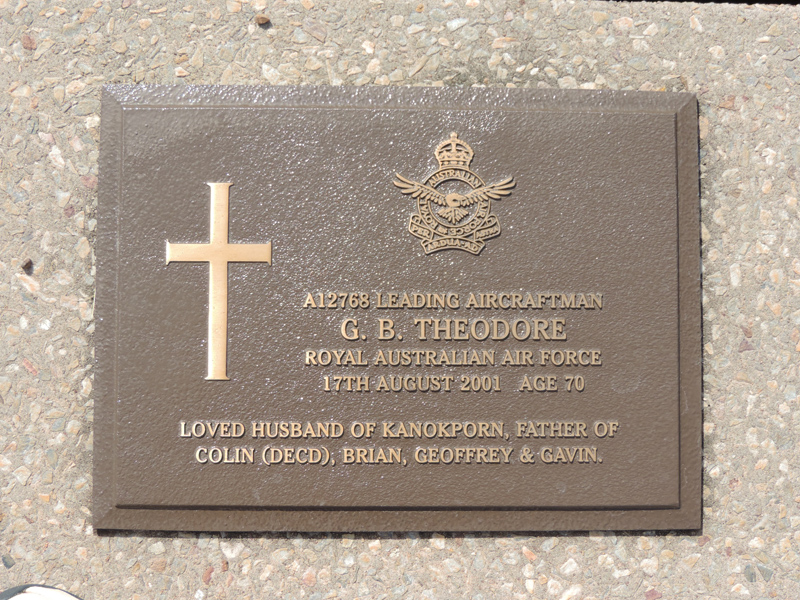 AUSTRALIAN
A12768 LEADING AIRCRAFTMAN
G. B. THEODORE
ROYAL AUSTRALIAN AIR FORCE
17TH AUGUST 2001 AGE 70
LOVED HUSBAND OF KANOKPORN, FATHER OF
COLIN (DECD); BRIAN, GEOFFREY & GAVIN.